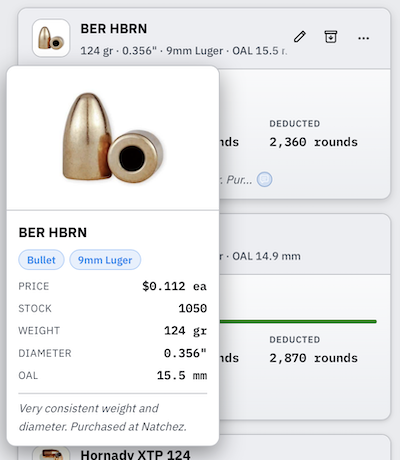 BER HBRN
124 gr · 0.356" · 9mm Luger · OAL 15.5
DEDUCTED
2,360 rounds
Pur...
BER HBRN
Bullet
9mm Luger
PRICE $0.112 ea
STOCK 1050
WEIGHT 124 gr
DIAMETER 0.356"
OAL 15.5 mm
Very consistent weight and
diameter. Purchased at Natchez.
· OAL 14.9 mm
DEDUCTED
2,870 rounds
Hornady XTP 124